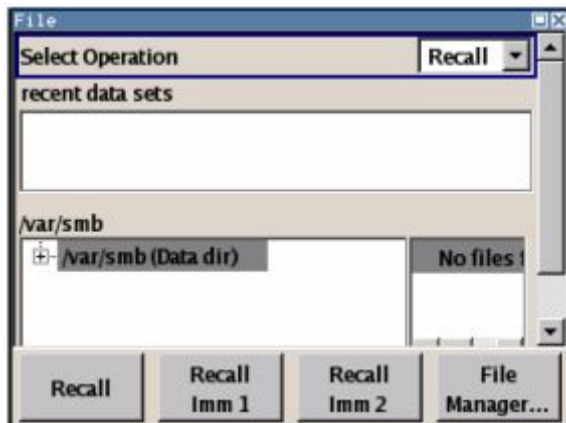 File
Select Operation Recall
recent data sets
/var/smb
/var/smb (Data dir) No files
Recall Recall Imm 1 Recall Imm 2 File Manager...